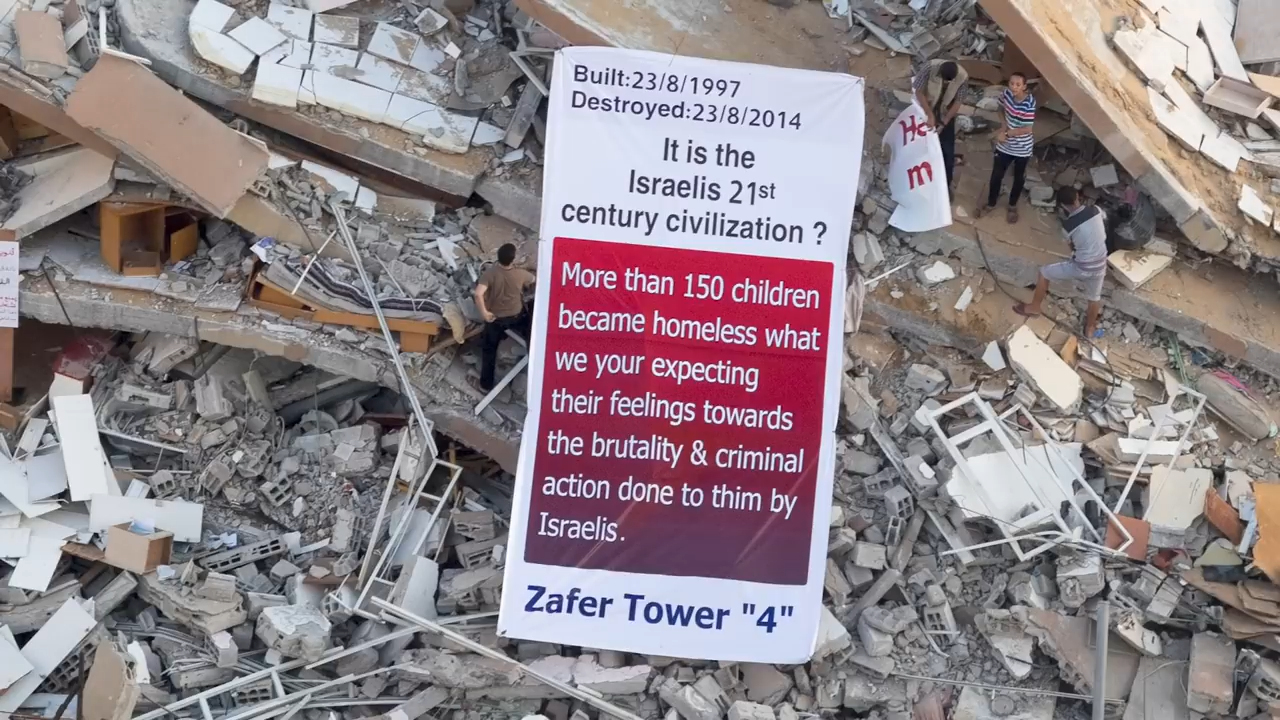 Built:23/8/1997
Destroyed:23/8/2014
It is the
Israelis 21st
century civilization ?
More than 150 children
became homeless what
we your expecting
their feelings towards
the brutality & criminal
action done to thim by
Israelis.
Zafer Tower "4"